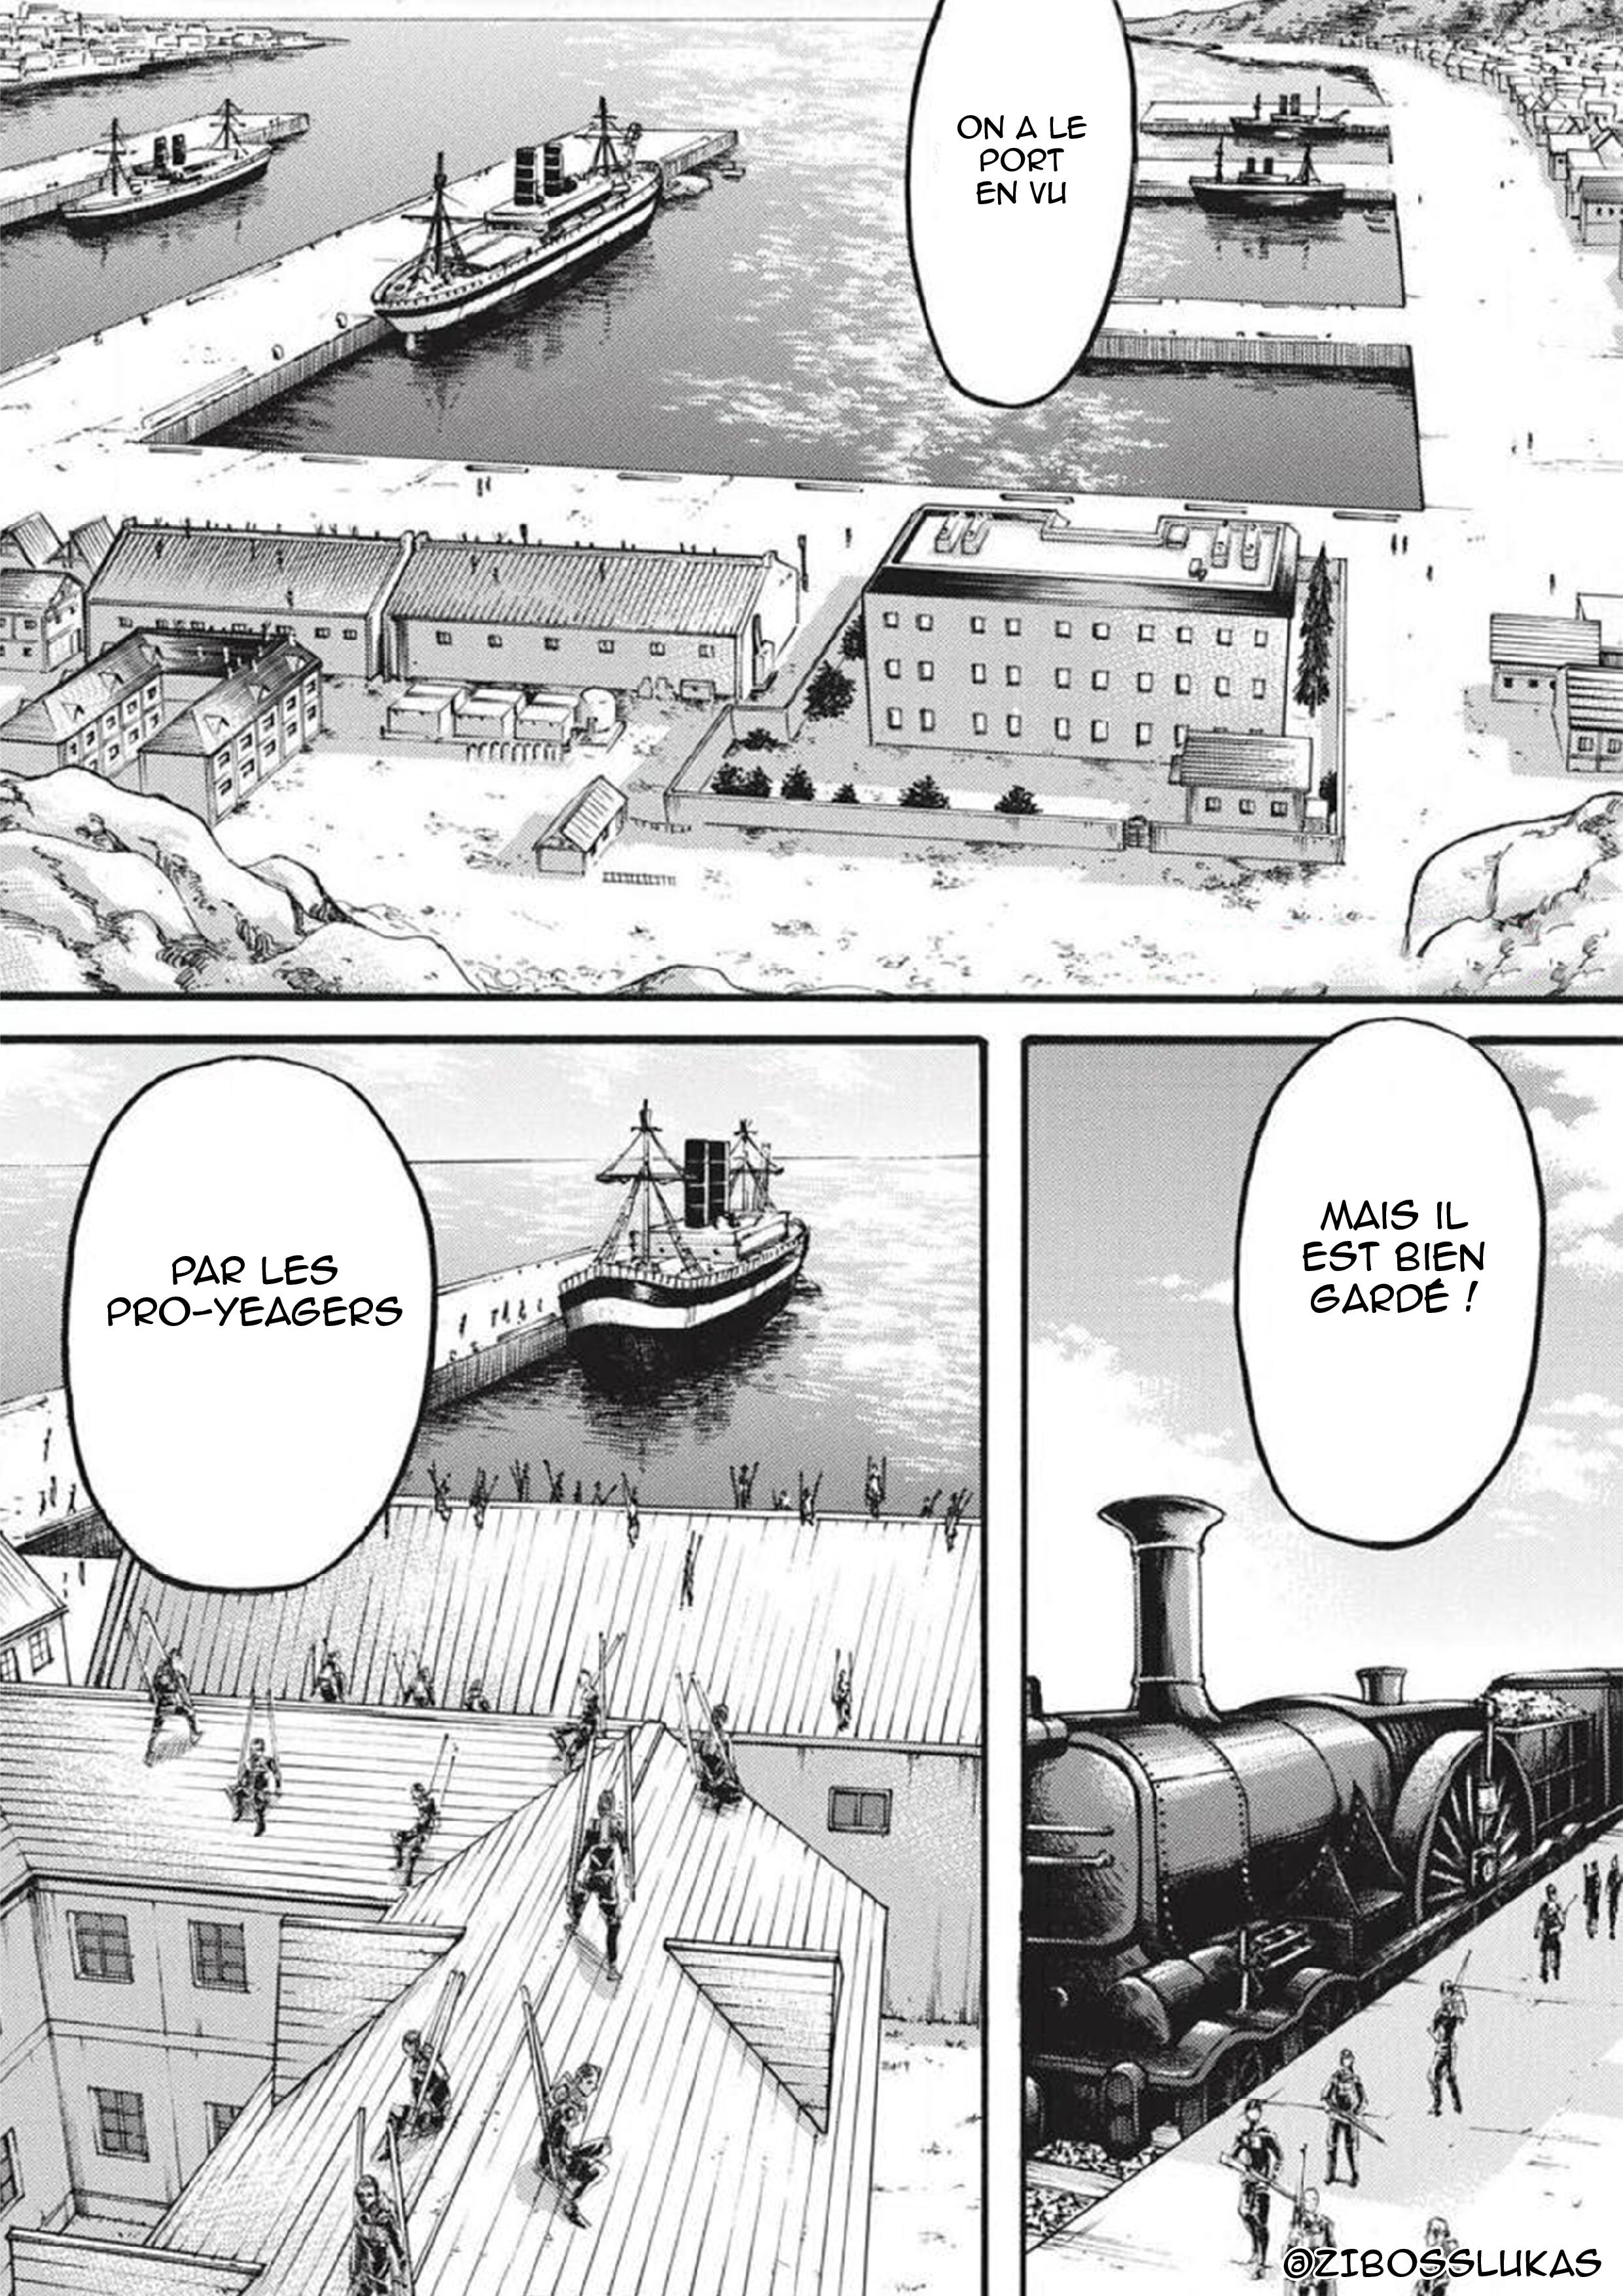 ON A LE
PORT
EN VU
MAIS IL
EST BIEN
GARDÉ !
PAR LES
PRO-YEAGERS
@ZIBOSSLUKAS